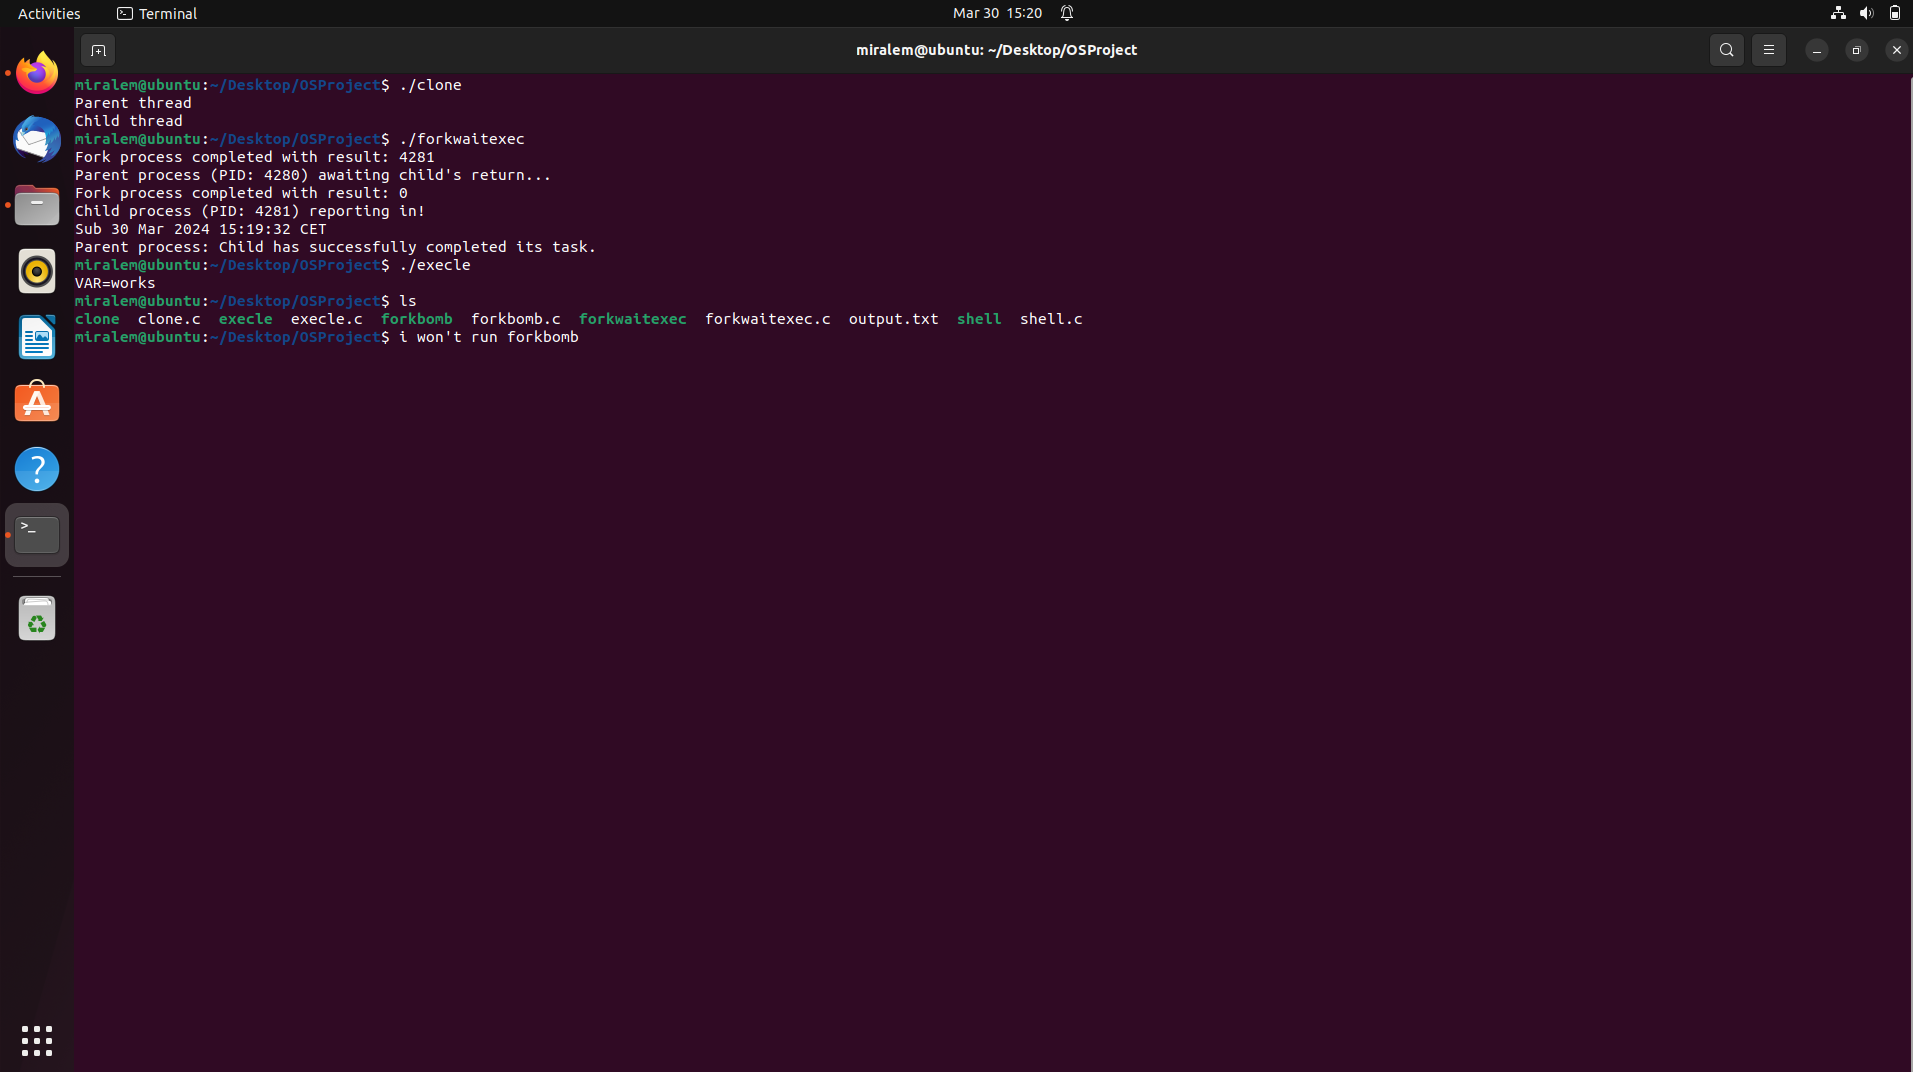 Activities Terminal Mar 30 15:20
miralem@ubuntu: ~/Desktop/OSProject
miralem@ubuntu:~/Desktop/OSProject$ ./clone
Parent thread
Child thread
miralem@ubuntu:~/Desktop/OSProject$ ./forkwaitexec
Fork process completed with result: 4281
Parent process (PID: 4280) awaiting child's return...
Fork process completed with result: 0
Child process (PID: 4281) reporting in!
Sub 30 Mar 2024 15:19:32 CET
Parent process: Child has successfully completed its task.
miralem@ubuntu:~/Desktop/OSProject$ ./execle
VAR=works
miralem@ubuntu:~/Desktop/OSProject$ ls
clone clone.c execle execle.c forkbomb forkbomb.c forkwaitexec forkwaitexec.c output.txt shell shell.c
miralem@ubuntu:~/Desktop/OSProject$ i won't run forkbomb